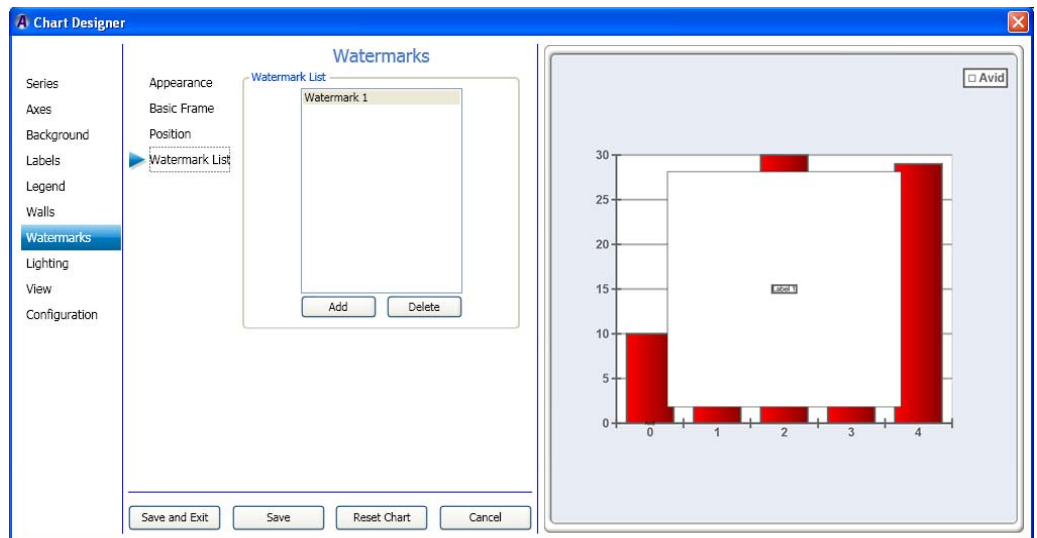 Chart Designer
Watermarks
Series
Axes
Background
Labels
Legend
Walls
Watermarks
Lighting
View
Configuration
Appearance
Basic Frame
Position
Watermark List
Watermark List
Watermark 1
Add
Delete
Save and Exit
Save
Reset Chart
Cancel
Avid
30
25
20
15
10
5
0
Label 1
0 1 2 3 4